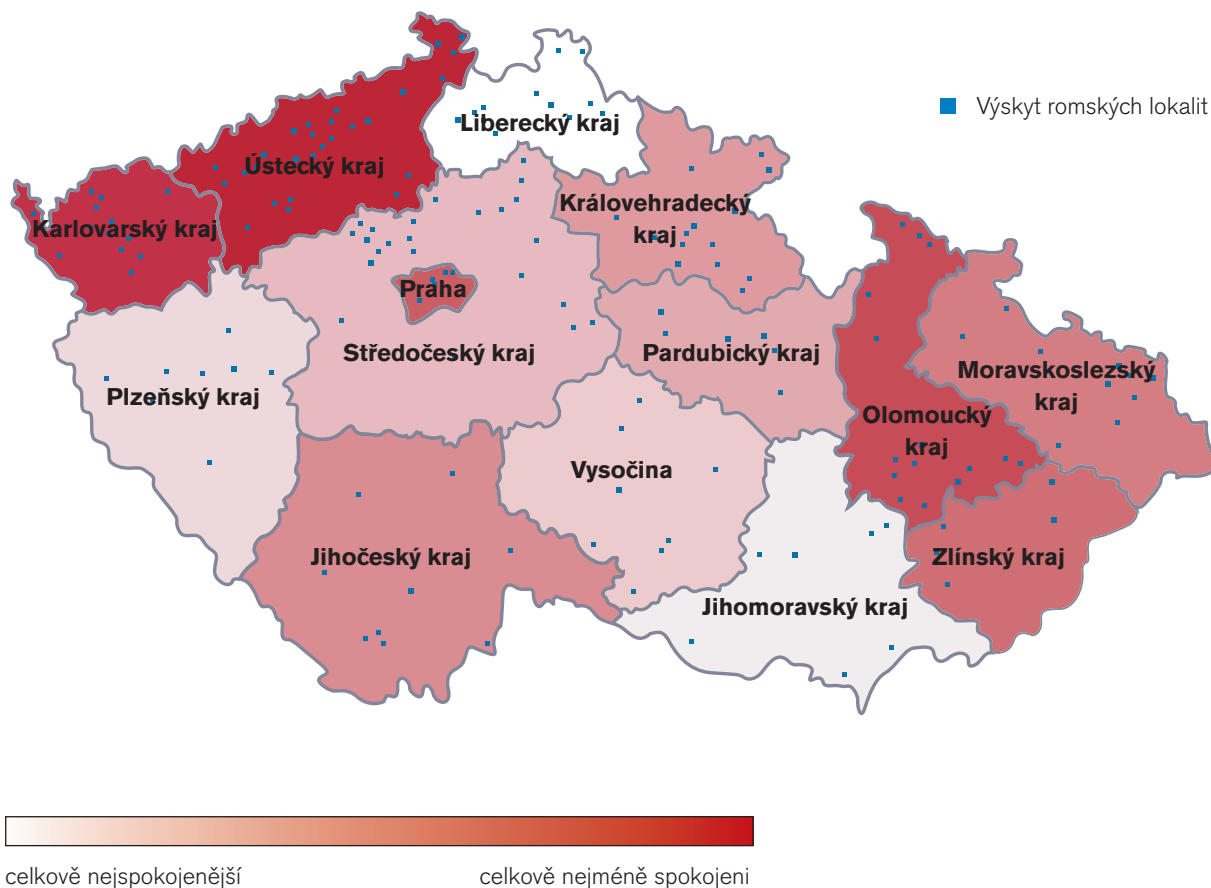 Výskyt romských lokalit
Liberecký kraj
Ústecký kraj
Královehradecký
kraj
Karlovarský kraj
Praha
Středočeský kraj
Pardubický kraj
Moravskoslezský
kraj
Plzeňský kraj
Olomoucký
kraj
Vysočina
Jihočeský kraj
Zlínský kraj
Jihomoravský kraj
celkově nejspokojenější
celkově nejméně spokojeni